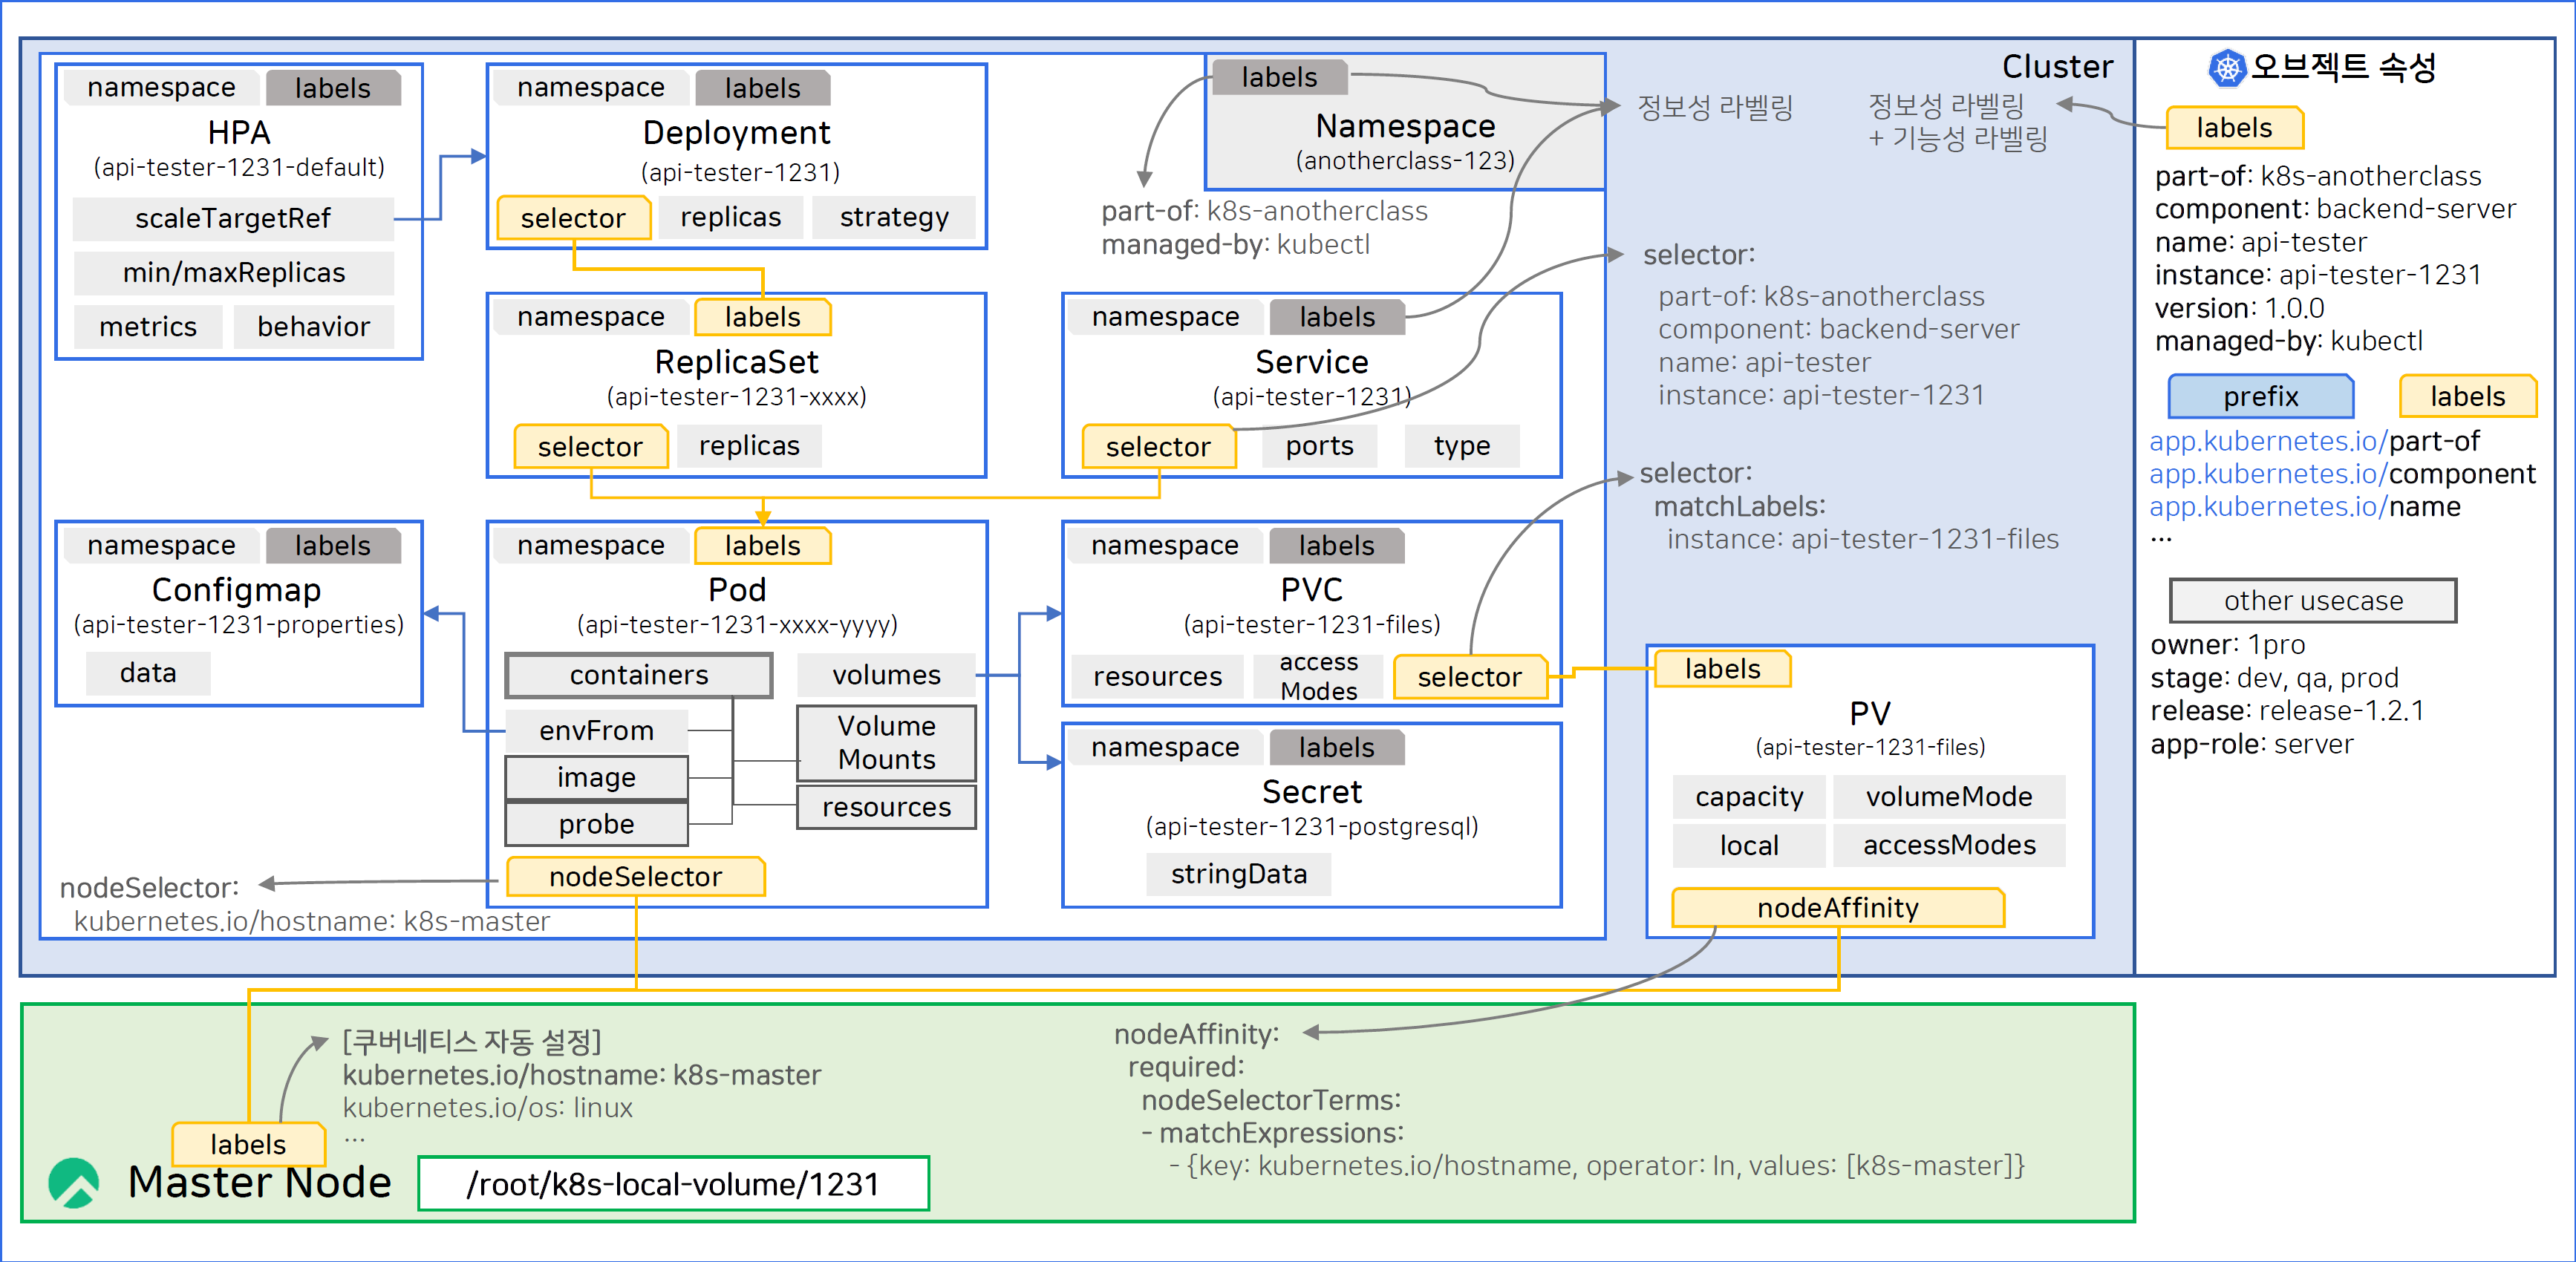 Cluster
namespace
labels
HPA
(api-tester-1231-default)
scaleTargetRef
min/maxReplicas
metrics
behavior
namespace
labels
Deployment
(api-tester-1231)
selector
replicas
strategy
labels
Namespace
(anotherclass-123)
part-of: k8s-anotherclass
managed-by: kubectl
정보성 라벨링
정보성 라벨링
+ 기능성 라벨링
namespace
labels
ReplicaSet
(api-tester-1231-xxxx)
selector
replicas
namespace
labels
Service
(api-tester-1231)
selector
ports
type
selector:
part-of: k8s-anotherclass
component: backend-server
name: api-tester
instance: api-tester-1231
selector:
matchLabels:
instance: api-tester-1231-files
namespace
labels
Configmap
(api-tester-1231-properties)
data
namespace
labels
Pod
(api-tester-1231-xxxx-yyyy)
containers
volumes
envFrom
image
probe
Volume
Mounts
resources
nodeSelector
nodeSelector:
kubernetes.io/hostname: k8s-master
namespace
labels
PVC
(api-tester-1231-files)
resources
access
Modes
selector
namespace
labels
Secret
(api-tester-1231-postgresql)
stringData
labels
PV
(api-tester-1231-files)
capacity
volumeMode
local
accessModes
nodeAffinity
오브젝트 속성
labels
part-of: k8s-anotherclass
component: backend-server
name: api-tester
instance: api-tester-1231
version: 1.0.0
managed-by: kubectl
prefix
labels
app.kubernetes.io/part-of
app.kubernetes.io/component
app.kubernetes.io/name
...
other usecase
owner: 1pro
stage: dev, qa, prod
release: release-1.2.1
app-role: server
[쿠버네티스 자동 설정]
kubernetes.io/hostname: k8s-master
kubernetes.io/os: linux
...
labels
Master Node
/root/k8s-local-volume/1231
nodeAffinity:
required:
nodeSelectorTerms:
- matchExpressions:
- {key: kubernetes.io/hostname, operator: In, values: [k8s-master]}